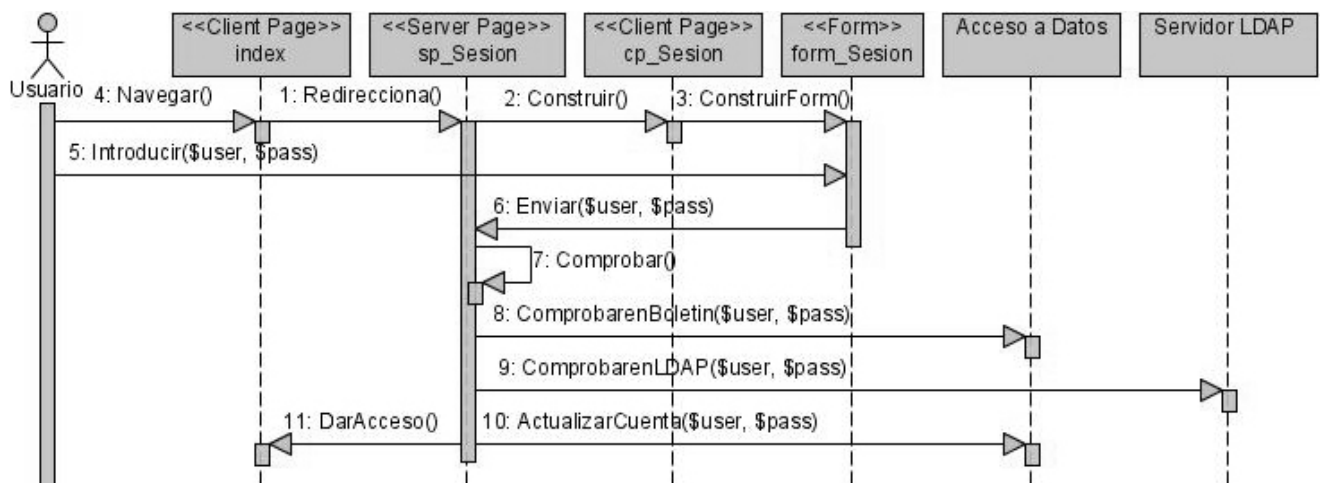 <<Client Page>>
index
<<Server Page>>
sp_Sesion
<<Client Page>>
cp_Sesion
<<Form>>
form_Sesion
Acceso a Datos
Servidor LDAP
Usuario
4: Navegar()
1: Redirecciona()
2: Construir()
3: ConstruirForm()
5: Introducir($user, $pass)
6: Enviar($user, $pass)
7: Comprobar()
8: ComprobarenBoletin($user, $pass)
9: ComprobarenLDAP($user, $pass)
11: DarAcceso()
10: ActualizarCuenta($user, $pass)